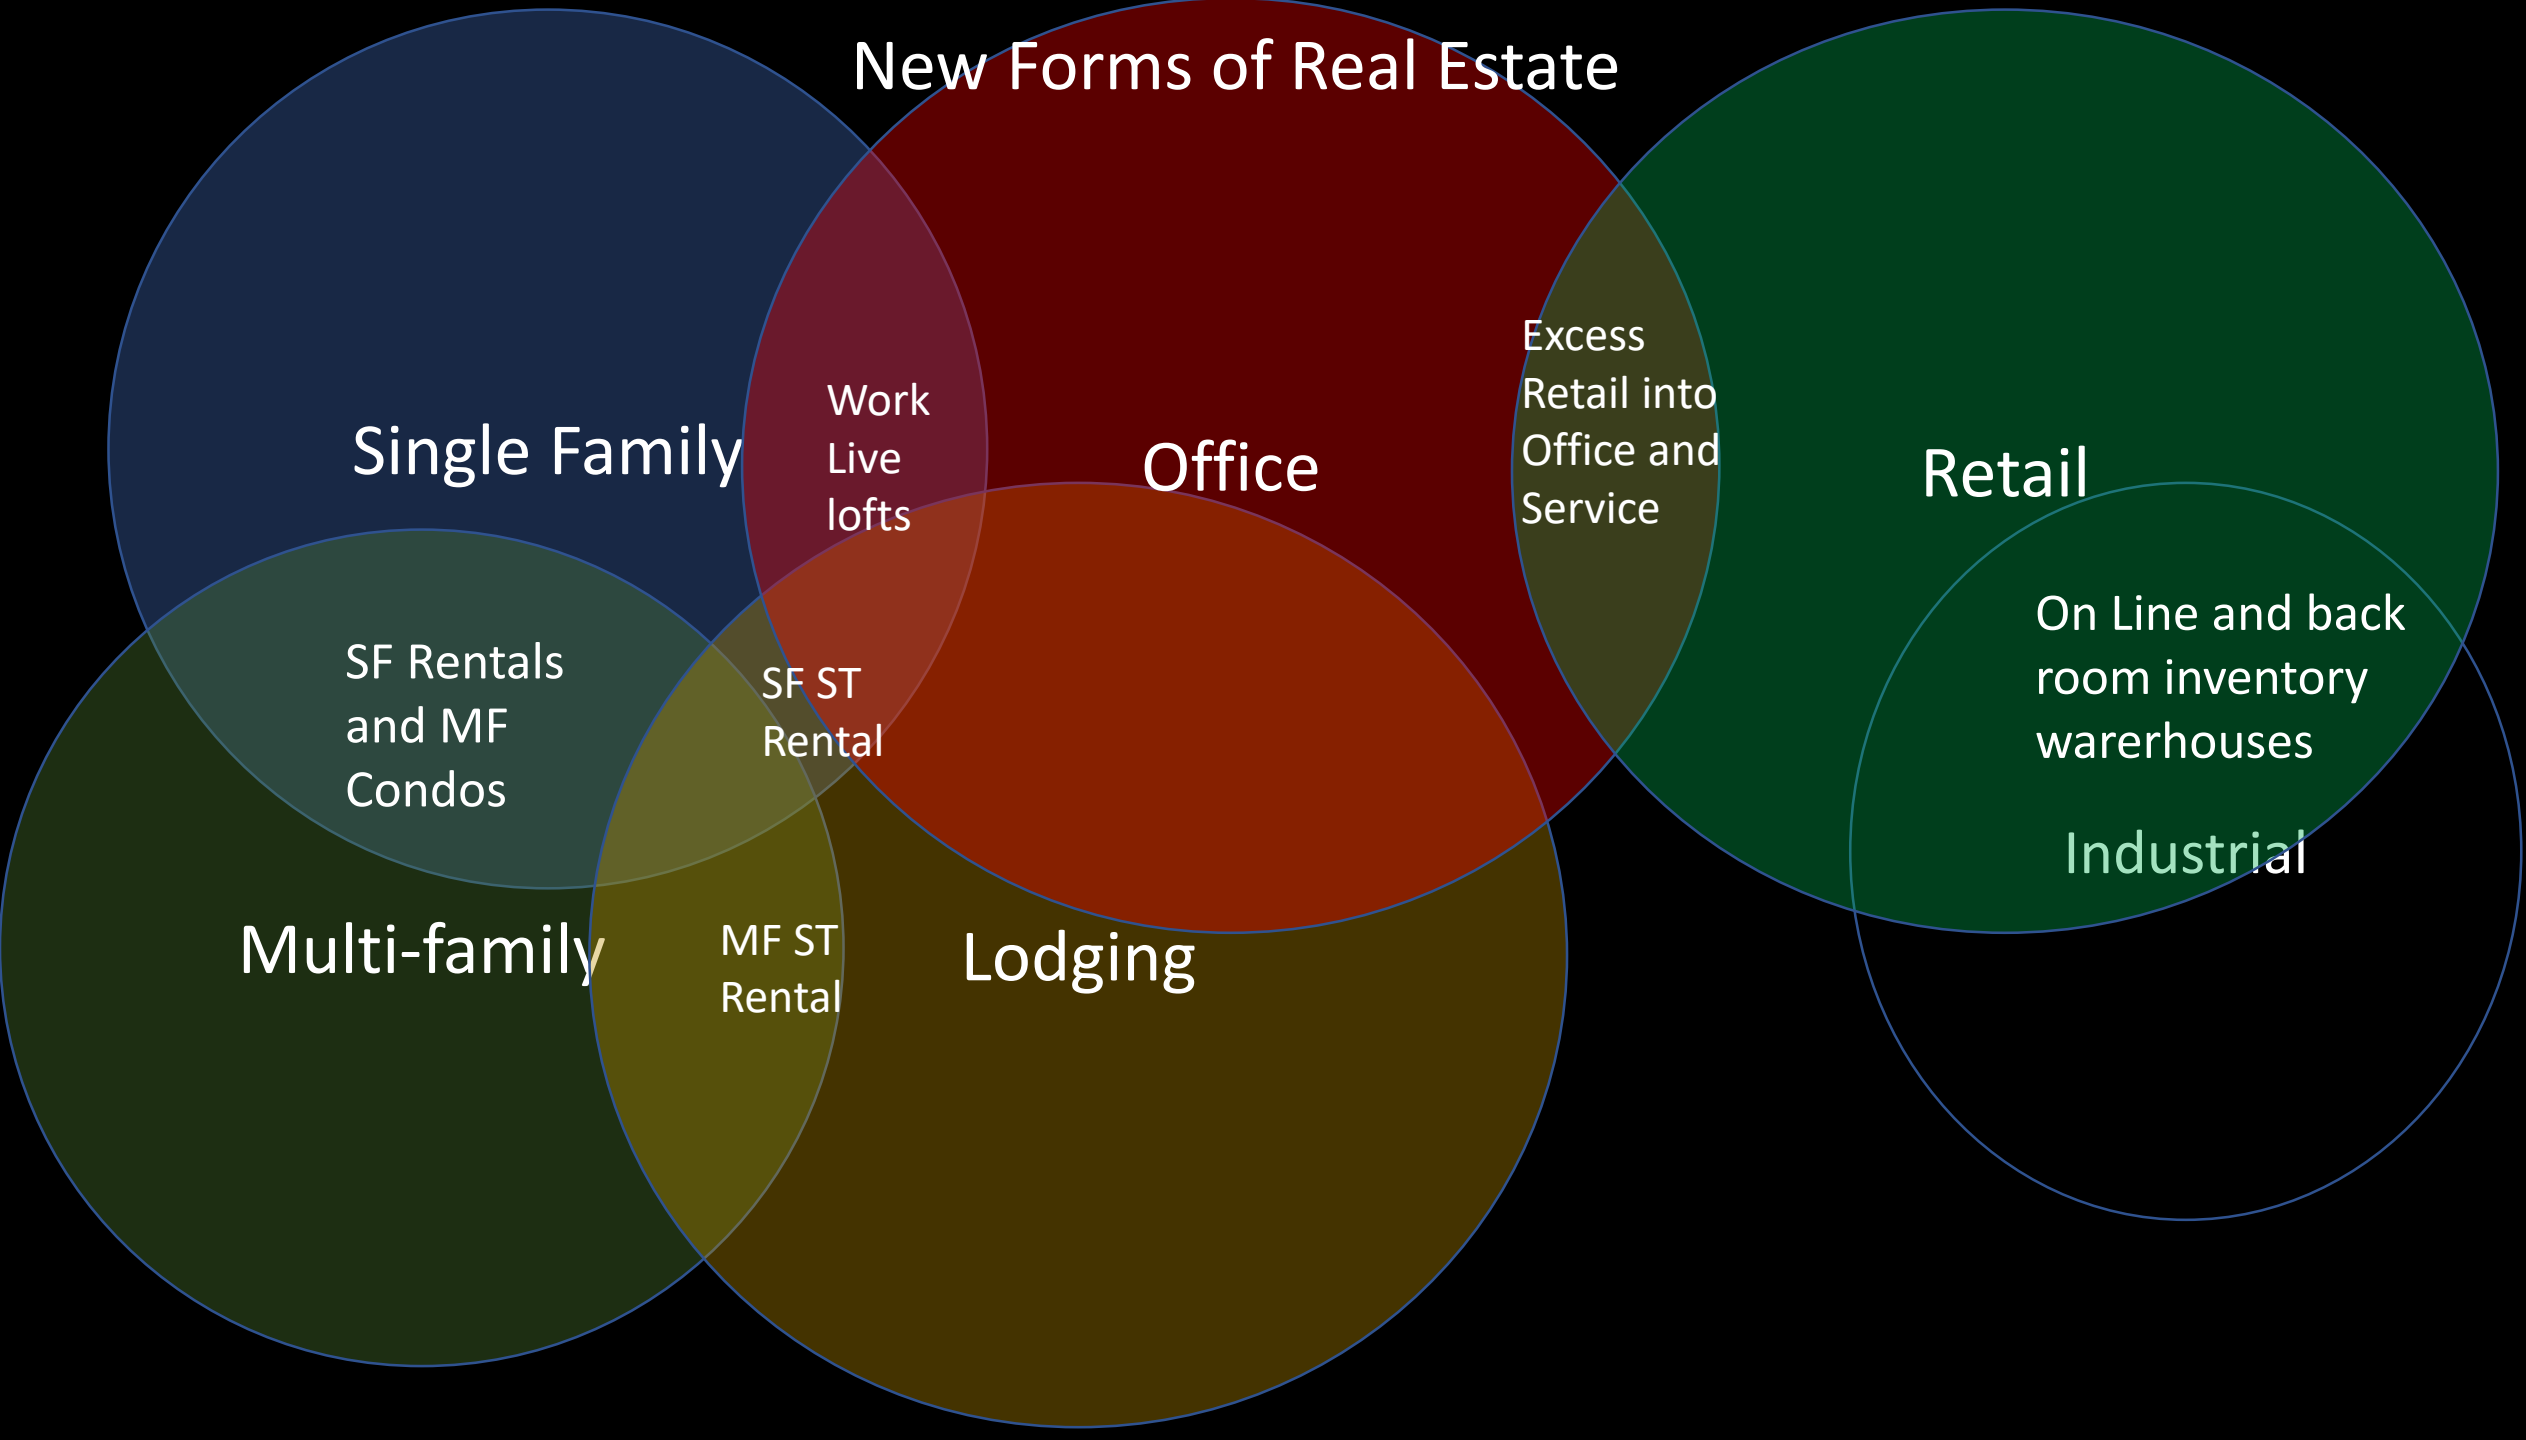 New Forms of Real Estate
Single Family
Work
Live
lofts
Office
Excess
Retail into
Office and
Service
Retail
SF Rentals
and MF
Condos
SF ST
Rental
On Line and back
room inventory
warerhouses
Industrial
Multi-family
MF ST
Rental
Lodging